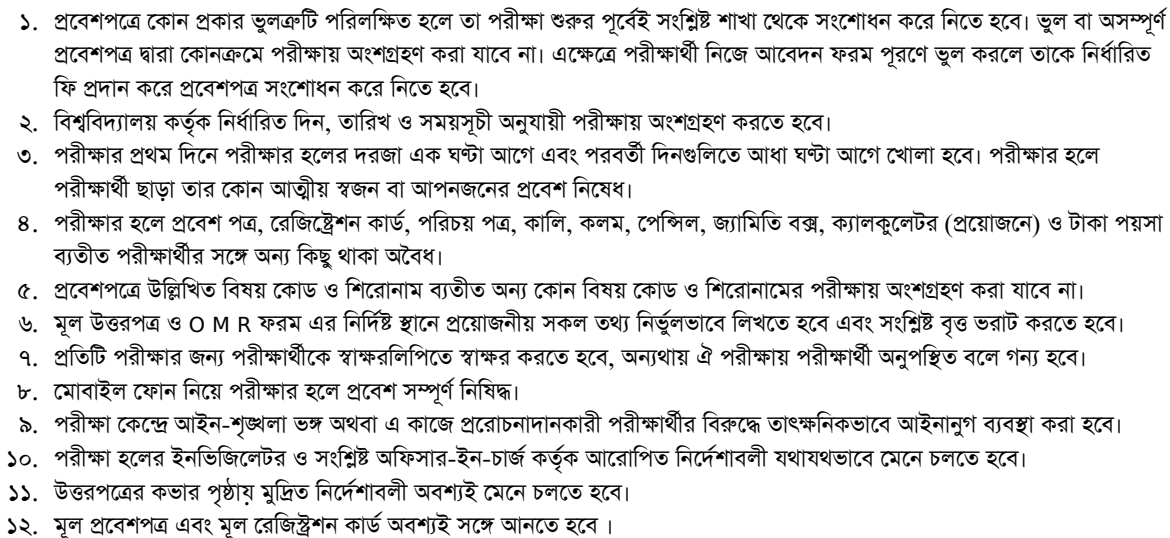 ১. প্রবেশপত্রে কোন প্রকার ভুলত্রুটি পরিলক্ষিত হলে তা পরীক্ষা শুরুর পূর্বেই সংশ্লিষ্ট শাখা থেকে সংশোধন করে নিতে হবে। ভুল বা অসম্পূর্ণ
প্রবেশপত্র দ্বারা কোনক্রমে পরীক্ষায় অংশগ্রহণ করা যাবে না। এক্ষেত্রে পরীক্ষার্থী নিজে আবেদন ফরম পূরণে ভুল করলে তাকে নির্ধারিত
ফি প্রদান করে প্রবেশপত্র সংশোধন করে নিতে হবে।
২. বিশ্ববিদ্যালয় কর্তৃক নির্ধারিত দিন, তারিখ ও সময়সূচী অনুযায়ী পরীক্ষায় অংশগ্রহণ করতে হবে।
৩. পরীক্ষার প্রথম দিনে পরীক্ষার হলের দরজা এক ঘণ্টা আগে এবং পরবর্তী দিনগুলিতে আধা ঘণ্টা আগে খোলা হবে। পরীক্ষার হলে
পরীক্ষার্থী ছাড়া তার কোন আত্মীয় স্বজন বা আপনজনের প্রবেশ নিষেধ।
৪. পরীক্ষার হলে প্রবেশ পত্র, রেজিষ্ট্রেশন কার্ড, পরিচয় পত্র, কালি, কলম, পেন্সিল, জ্যামিতি বক্স, ক্যালকুলেটর (প্রয়োজনে) ও টাকা পয়সা
ব্যতীত পরীক্ষার্থীর সঙ্গে অন্য কিছু থাকা অবৈধ।
৫. প্রবেশপত্রে উল্লিখিত বিষয় কোড ও শিরোনাম ব্যতীত অন্য কোন বিষয় কোড ও শিরোনামের পরীক্ষায় অংশগ্রহণ করা যাবে না।
৬. মূল উত্তরপত্র ও O M R ফরম এর নির্দিষ্ট স্থানে প্রয়োজনীয় সকল তথ্য নির্ভুলভাবে লিখতে হবে এবং সংশ্লিষ্ট বৃত্ত ভরাট করতে হবে।
৭. প্রতিটি পরীক্ষার জন্য পরীক্ষার্থীকে স্বাক্ষরলিপিতে স্বাক্ষর করতে হবে, অন্যথায় ঐ পরীক্ষায় পরীক্ষার্থী অনুপস্থিত বলে গন্য হবে।
৮. মোবাইল ফোন নিয়ে পরীক্ষার হলে প্রবেশ সম্পূর্ণ নিষিদ্ধ।
৯. পরীক্ষা কেন্দ্রে আইন-শৃঙ্খলা ভঙ্গ অথবা এ কাজে প্ররোচনাদানকারী পরীক্ষার্থীর বিরুদ্ধে তাৎক্ষনিকভাবে আইনানুগ ব্যবস্থা করা হবে।
১০. পরীক্ষা হলের ইনভিজিলেটর ও সংশ্লিষ্ট অফিসার-ইন-চার্জ কর্তৃক আরোপিত নির্দেশাবলী যথাযথভাবে মেনে চলতে হবে।
১১. উত্তরপত্রের কভার পৃষ্ঠায় মুদ্রিত নির্দেশাবলী অবশ্যই মেনে চলতে হবে।
১২. মূল প্রবেশপত্র এবং মূল রেজিস্ট্রশন কার্ড অবশ্যই সঙ্গে আনতে হবে ।